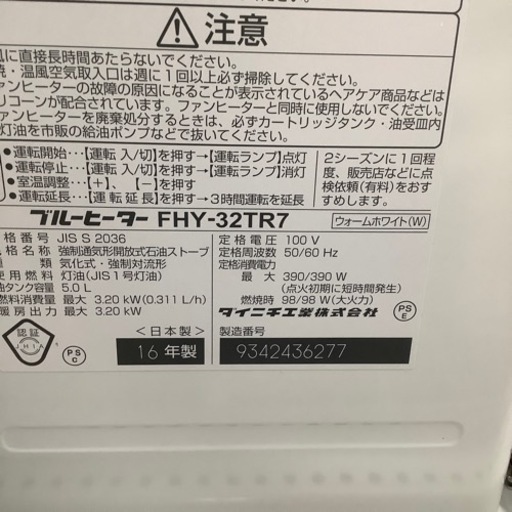 注意
風に直接長時間あたらないでください。
・温風空気取入口は週に1回以上必ず掃除してください。
ファンヒーターの故障の原因になることが表示されているヘアケア商品などは
リコーンが配合されています。ファンヒーターと同時に使用しないでください。
ファンヒーターを廃棄処分するときは、必ずカートリッジタンク・油受皿内
灯油を市販の給油ポンプなどで抜いてください。
●運転開始…【運転 入/切】を押す→【運転ランプ】点灯
●運転停止…【運転 入/切】を押す→【運転ランプ】消灯
●室温調整…【+】、【-】を押す
●運転延長…【運転延長】を押す→3時間運転を延長
2シーズンに1回程
度、販売店などに点
検依頼(有料)をおす
すめします。
ブルーヒーター FHY-32TR7
ウォームホワイト(W)
格番号 JIS S 2036
種類 強制通気形開放式石油ストーブ
類 気化式・強制対流形
使用燃料 灯油(JIS1号灯油)
油タンク容量 5.0 L
燃料消費量 最大 3.20 kW (0.311 L/h)
暖房出力 最大 3.20 kW
定格電圧 100 V
定格周波数 50/60 Hz
定格消費電力
最大 390/390 W
(点火初期に短時間発生)
燃焼時 98/98 W(大火力)
ダイニチ工業株式会社
認証
JHIA
PS
C
<日本製>
16年製
製造番号
9342436277
PS
E